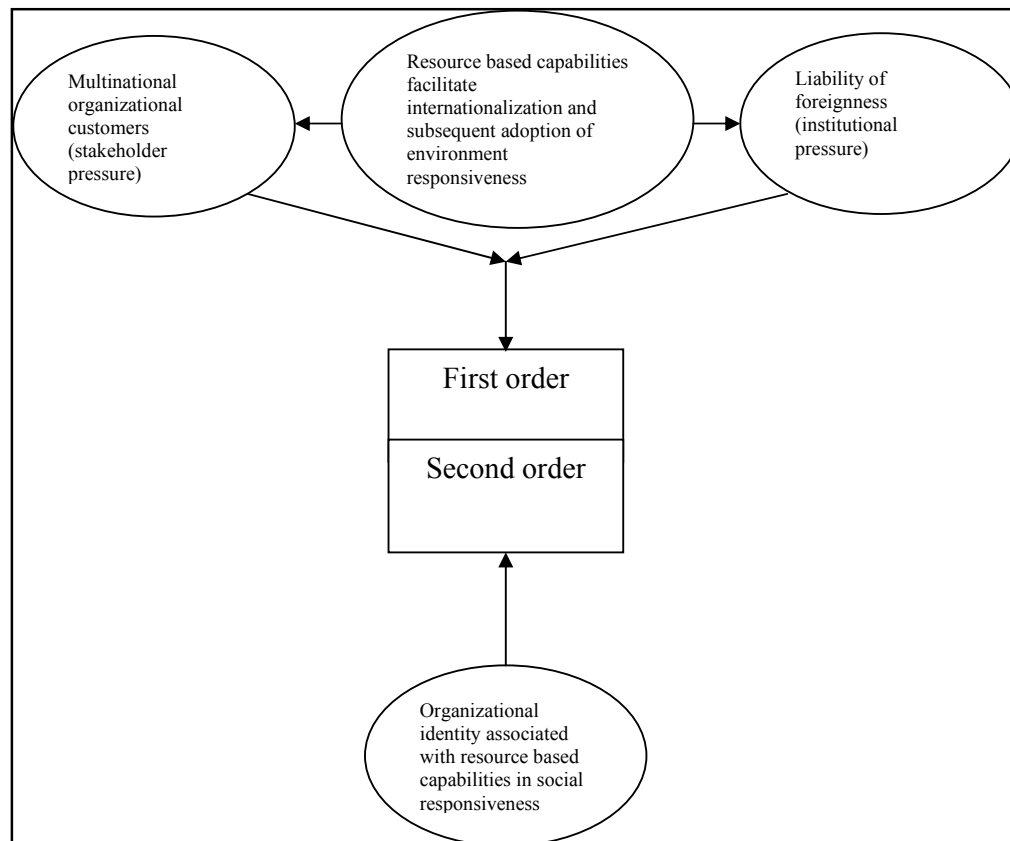 Multinational
organizational
customers
(stakeholder
pressure)
Resource based capabilities
facilitate
internationalization and
subsequent adoption of
environment
responsiveness
Liability of
foreignness
(institutional
pressure)
First order
Second order
Organizational
identity associated
with resource based
capabilities in social
responsiveness